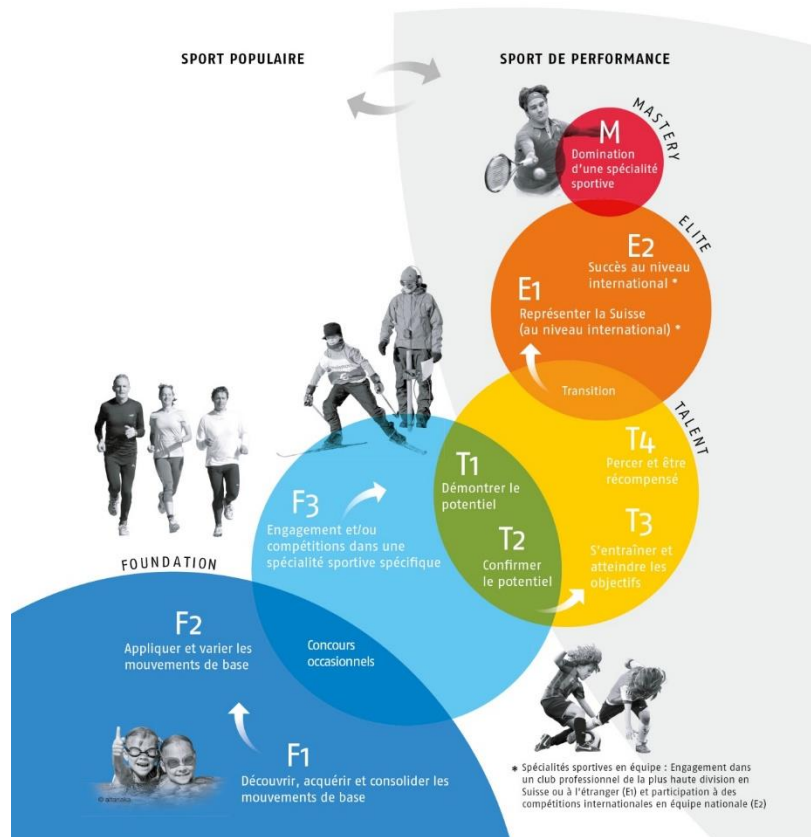 SPORT POPULAIRE
SPORT DE PERFORMANCE
MASTERY
M
Domination
d'une spécialité
sportive
ELITE
E2
Succès au niveau
international *
E1
Représenter la Suisse
(au niveau international) *
Transition
TALENT
T4
Percer et être
récompensé
T1
Démontrer le
potentiel
T3
S'entraîner et
atteindre les
objectifs
T2
Confirmer
le potentiel
F3
Engagement et/ou
compétitions dans une
spécialité sportive spécifique
FOUNDATION
F2
Appliquer et varier les
mouvements de base
Concours
occasionnels
F1
Découvrir, acquérir et consolider les
mouvements de base
* Spécialités sportives en équipe : Engagement dans
un club professionnel de la plus haute division en
Suisse ou à l'étranger (E1) et participation à des
compétitions internationales en équipe nationale (E2)